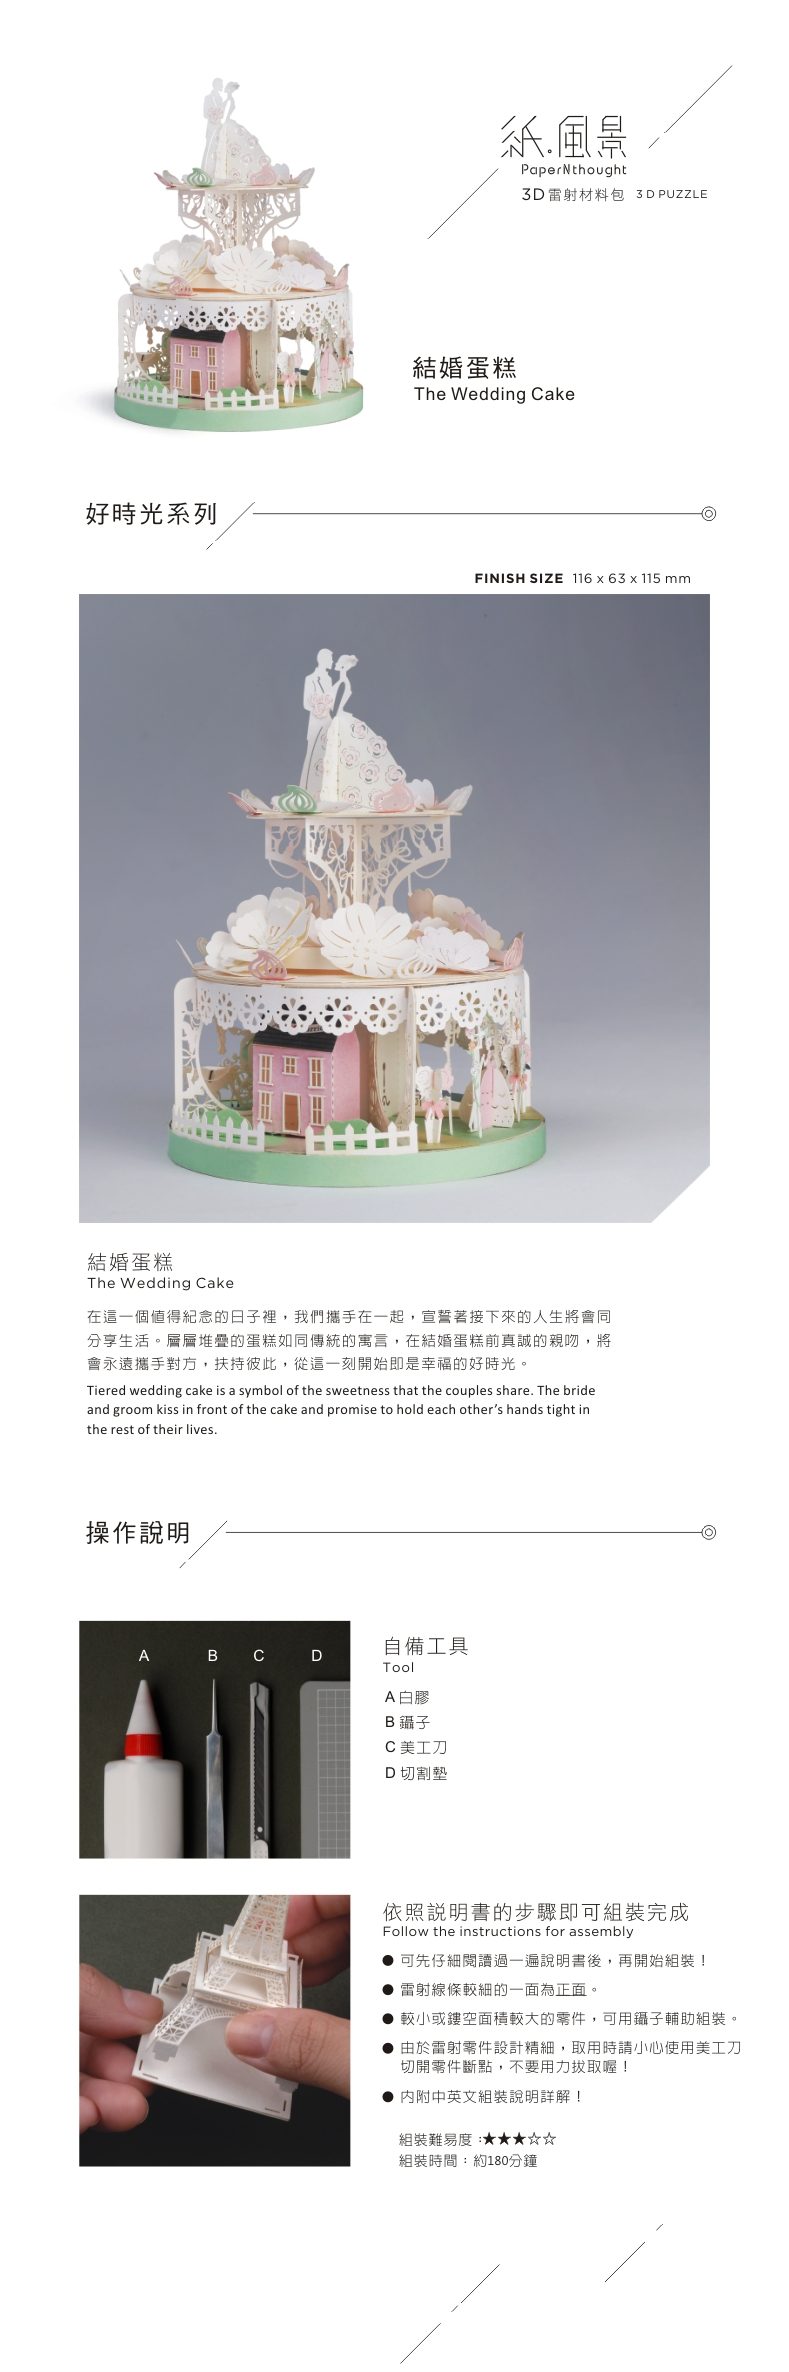 紙.風景
PaperNthought
3D雷射材料包 3 D PUZZLE
結婚蛋糕
The Wedding Cake
好時光系列
FINISH SIZE 116 x 63 x 115 mm
結婚蛋糕
The Wedding Cake
在這一個值得紀念的日子裡，我們攜手在一起，宣誓著接下來的人生將會同
分享生活。層層堆疊的蛋糕如同傳統的寓言，在結婚蛋糕前真誠的親吻，將
會永遠攜手對方，扶持彼此，從這一刻開始即是幸福的好時光。
Tiered wedding cake is a symbol of the sweetness that the couples share. The bride
and groom kiss in front of the cake and promise to hold each other's hands tight in
the rest of their lives.
操作說明
A B C D
自備工具
Tool
A 白膠
B 鑷子
C 美工刀
D 切割墊
依照說明書的步驟即可組裝完成
Follow the instructions for assembly
● 可先仔細閱讀過一遍說明書後，再開始組裝！
● 雷射線條較細的一面為正面。
● 較小或鏤空面積較大的零件，可用鑷子輔助組裝。
● 由於雷射零件設計精細，取用時請小心使用美工刀
切開零件斷點，不要用力拔取喔！
● 內附中英文組裝說明詳解！
組裝難易度：★★★☆☆
組裝時間：約180分鐘